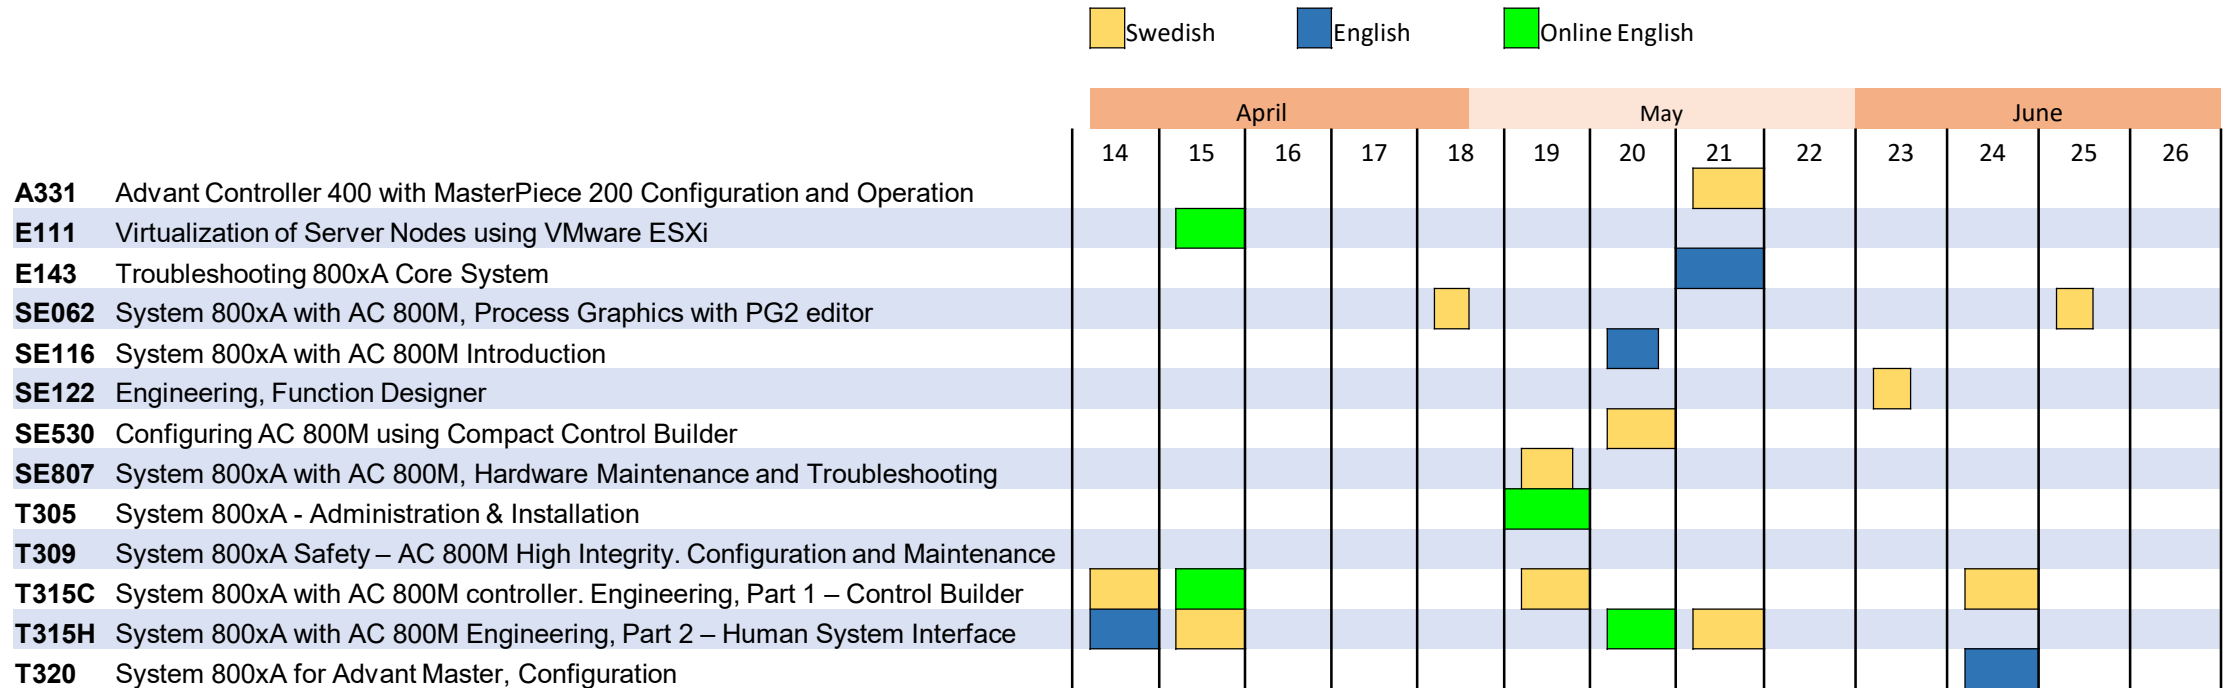 Swedish English Online English
April May June
14 15 16 17 18 19 20 21 22 23 24 25 26
A331 Advant Controller 400 with MasterPiece 200 Configuration and Operation
E111 Virtualization of Server Nodes using VMware ESXi
E143 Troubleshooting 800xA Core System
SE062 System 800xA with AC 800M, Process Graphics with PG2 editor
SE116 System 800xA with AC 800M Introduction
SE122 Engineering, Function Designer
SE530 Configuring AC 800M using Compact Control Builder
SE807 System 800xA with AC 800M, Hardware Maintenance and Troubleshooting
T305 System 800xA - Administration & Installation
T309 System 800xA Safety – AC 800M High Integrity. Configuration and Maintenance
T315C System 800xA with AC 800M controller. Engineering, Part 1 – Control Builder
T315H System 800xA with AC 800M Engineering, Part 2 – Human System Interface
T320 System 800xA for Advant Master, Configuration